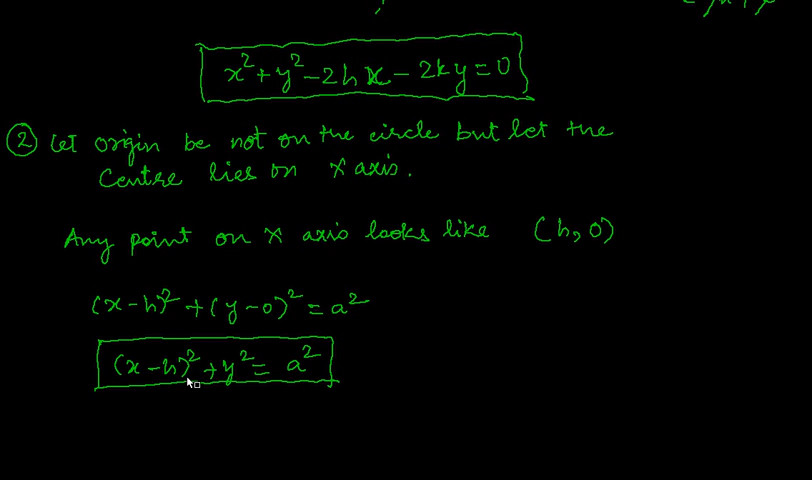 x² + y² - 2hx - 2ky = 0
② Let origin be not on the circle but let the
Centre lies on X axis.
Any point on X axis looks like (h, 0)
(x - h)² + (y - 0)² = a²
(x - h)² + y² = a²